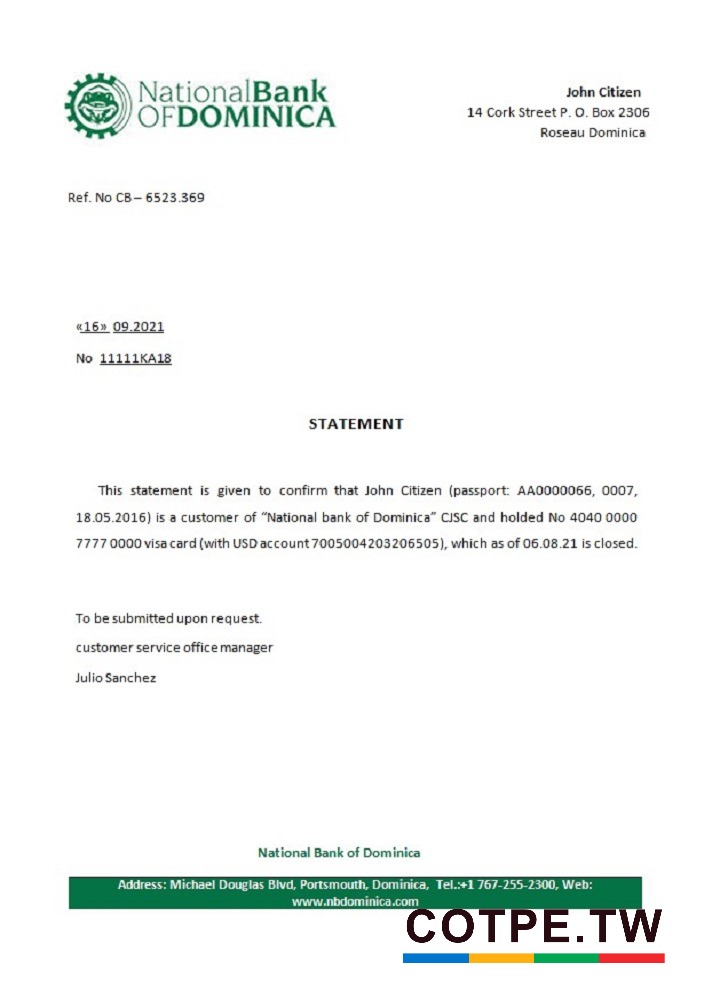 NationalBank
OFDOMINICA
John Citizen
14 Cork Street P. O. Box 2306
Roseau Dominica
Ref. No CB – 6523.369
«16» 09.2021
No 11111KA18
STATEMENT
This statement is given to confirm that John Citizen (passport: AA0000066, 0007,
18.05.2016) is a customer of “National bank of Dominica” CJSC and holded No 4040 0000
7777 0000 visa card (with USD account 7005004203206505), which as of 06.08.21 is closed.
To be submitted upon request.
customer service office manager
Julio Sanchez
National Bank of Dominica
Address: Michael Douglas Blvd, Portsmouth, Dominica, Tel.:+1 767-255-2300, Web:
www.nbdominica.com
COTPE.TW